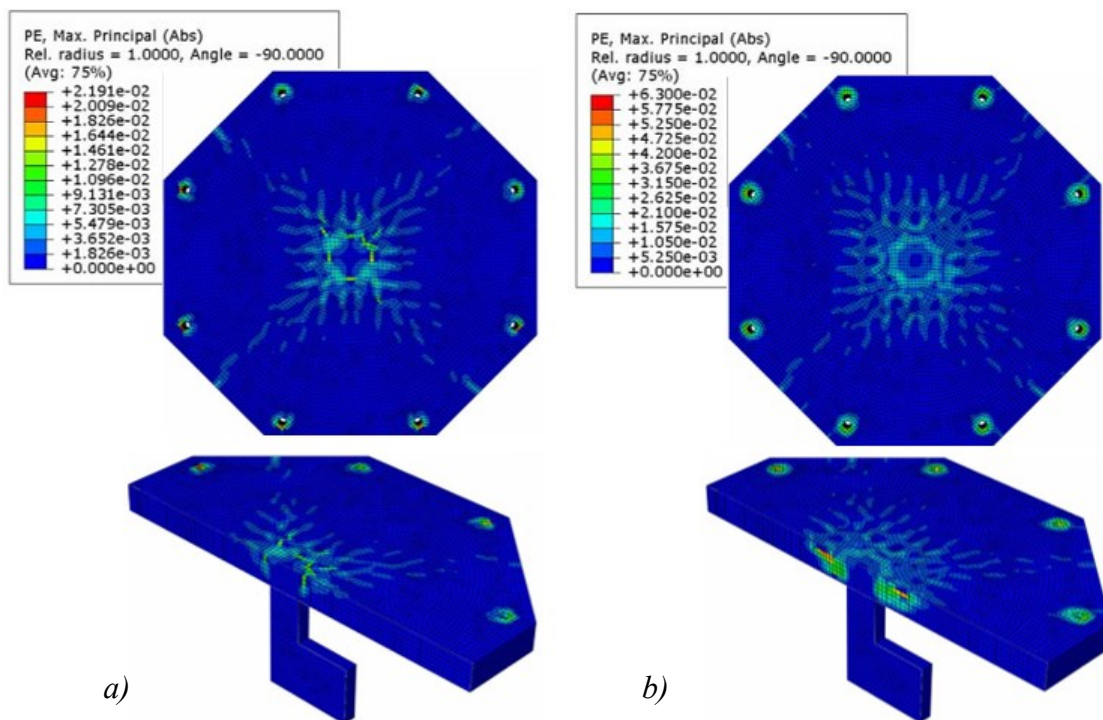 PE, Max. Principal (Abs)
Rel. radius = 1.0000, Angle = -90.0000
(Avg: 75%)
+2.191e-02
+2.009e-02
+1.826e-02
+1.644e-02
+1.461e-02
+1.278e-02
+1.096e-02
+9.131e-03
+7.305e-03
+5.479e-03
+3.652e-03
+1.826e-03
+0.000e+00
PE, Max. Principal (Abs)
Rel. radius = 1.0000, Angle = -90.0000
(Avg: 75%)
+6.300e-02
+5.775e-02
+5.250e-02
+4.725e-02
+4.200e-02
+3.675e-02
+3.150e-02
+2.625e-02
+2.100e-02
+1.575e-02
+1.050e-02
+5.250e-03
+0.000e+00
a)
b)